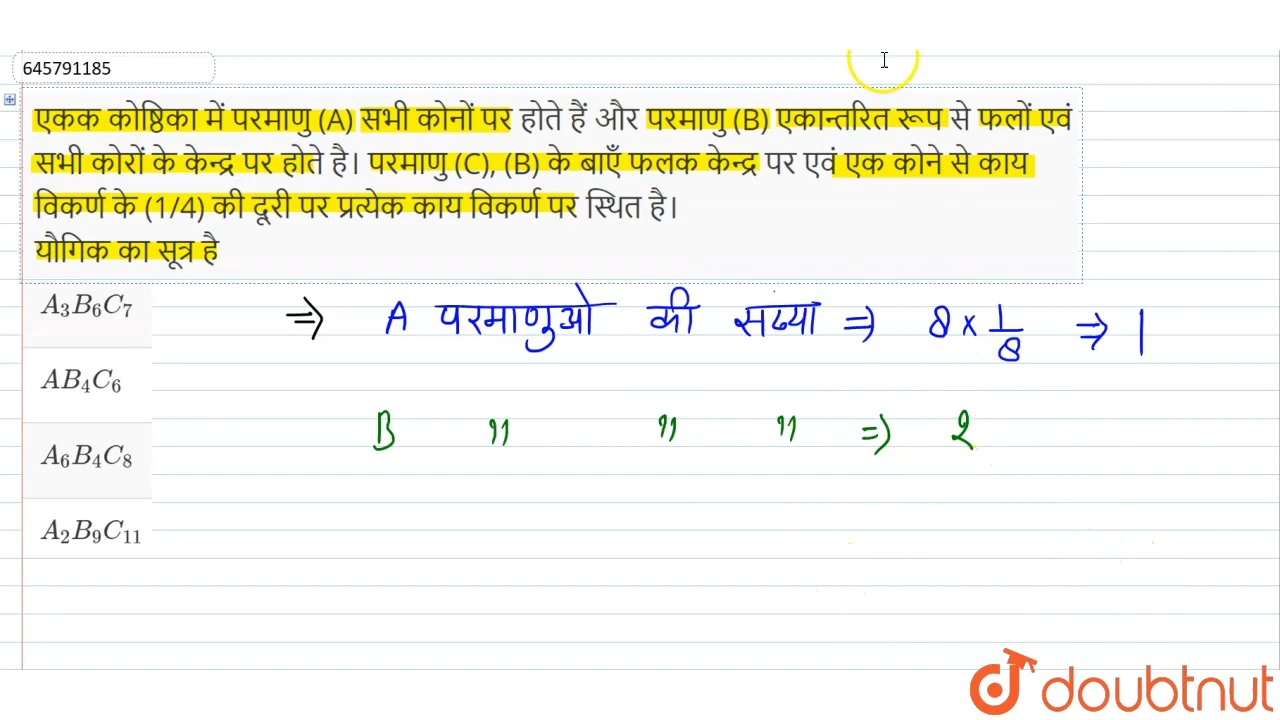 645791185
एकक कोष्ठिका में परमाणु (A) सभी कोनों पर होते हैं और परमाणु (B) एकान्तरित रूप से फलों एवं
सभी कोरों के केन्द्र पर होते है। परमाणु (C), (B) के बाएँ फलक केन्द्र पर एवं एक कोने से काय
विकर्ण के (1/4) की दूरी पर प्रत्येक काय विकर्ण पर स्थित है।
यौगिक का सूत्र है
A₃B₆C₇
⇒ A परमाणुओ की सख्या ⇒ 8 × 1/8 ⇒ 1
AB₄C₆
B " " " ⇒ 2
A₆B₄C₈
A₂B₉C₁₁
doubtnut